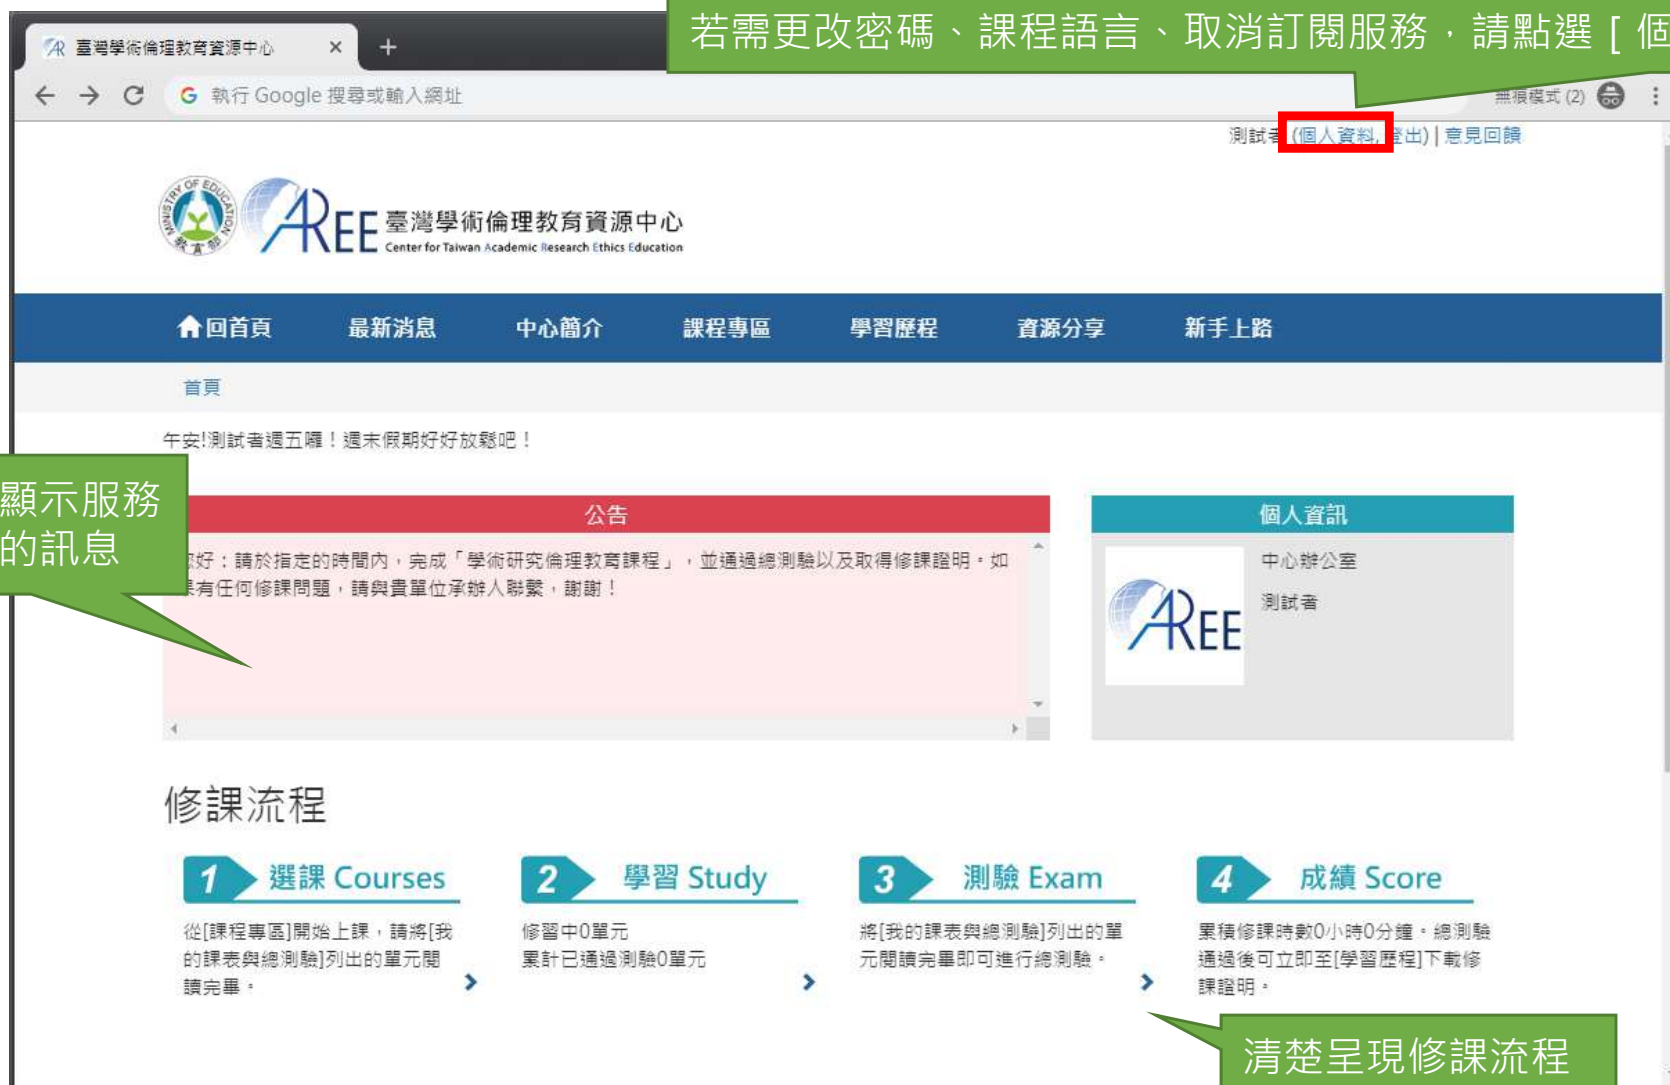 若需更改密碼、課程語言、取消訂閱服務，請點選 [ 個
臺灣學術倫理教育資源中心
執行 Google 搜尋或輸入網址
無痕模式 (2)
測試者 (個人資料, 登出) | 意見回饋
MINISTRY OF EDUCATION
教育部
AREE 臺灣學術倫理教育資源中心
Center for Taiwan Academic Research Ethics Education
回首頁 最新消息 中心簡介 課程專區 學習歷程 資源分享 新手上路
首頁
午安!測試者週五囉！週末假期好好放鬆吧！
顯示服務
的訊息
公告
您好：請於指定的時間內，完成「學術研究倫理教育課程」，並通過總測驗以及取得修課證明。如
果有任何修課問題，請與貴單位承辦人聯繫，謝謝！
個人資訊
AREE
中心辦公室
測試者
修課流程
1 選課 Courses
從[課程專區]開始上課，請將[我
的課表與總測驗]列出的單元閱
讀完畢。
2 學習 Study
修習中0單元
累計已通過測驗0單元
3 測驗 Exam
將[我的課表與總測驗]列出的單
元閱讀完畢即可進行總測驗。
4 成績 Score
累積修課時數0小時0分鐘。總測驗
通過後可立即至[學習歷程]下載修
課證明。
清楚呈現修課流程